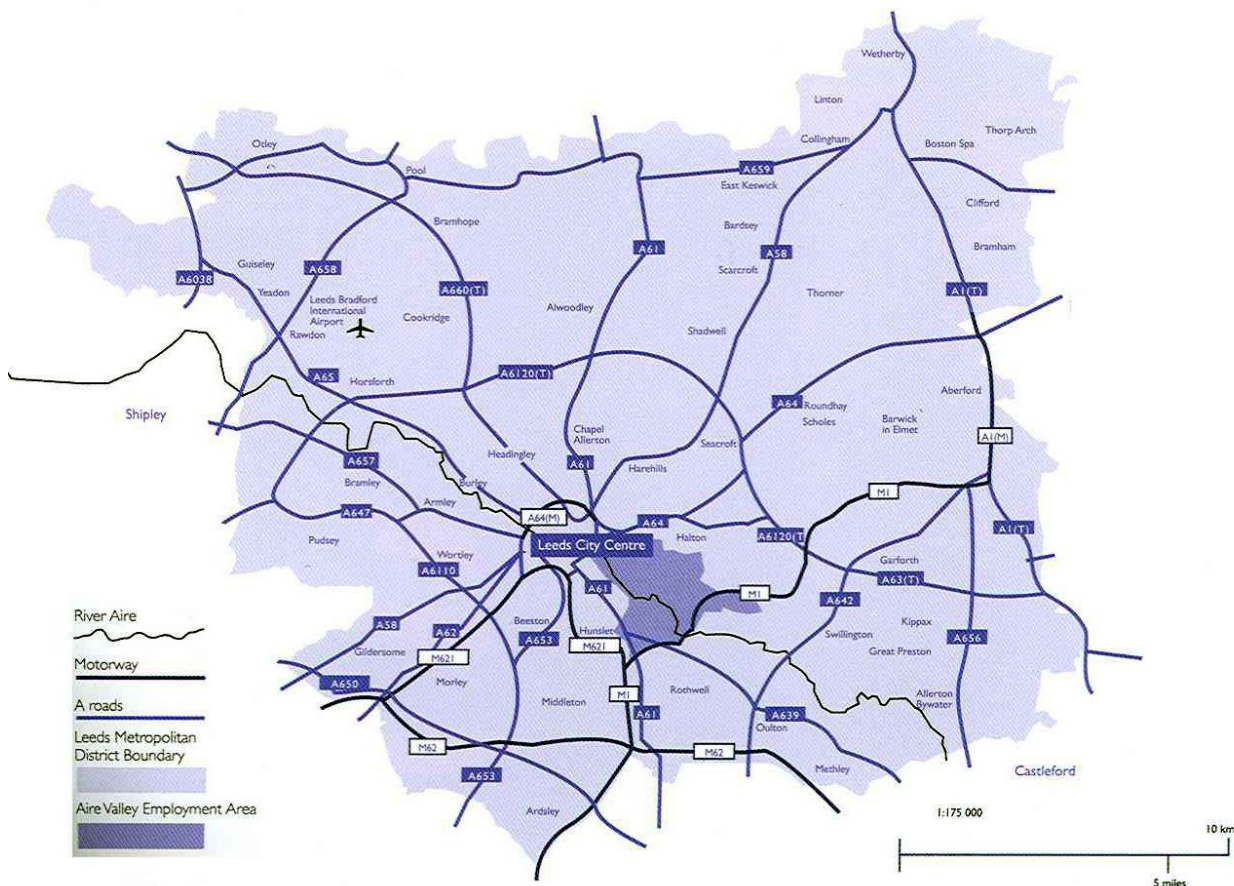 Wetherby
Linton
Collingham
Thorp Arch
Boston Spa
Otley
Pool
A659
East Keswick
Clifford
Bramhope
Bardsey
Bramham
A61
A58
Guiseley
A658
Scarcroft
A6038
Yeadon
A660(T)
Thorner
A1(T)
Leeds Bradford
International
Airport
Alwoodley
Cookridge
Rawdon
Shadwell
A65
A6120(T)
Horsforth
Aberford
Shipley
A64
Roundhay
Scholes
Barwick
in Elmet
Chapel
Allerton
Seacroft
A1(M)
Headingley
A657
A61
Harehills
Bramley
Burley
M1
Armley
A647
A64(M)
A64
A1(T)
Pudsey
Leeds City Centre
Halton
A6120(T
Wortley
Garforth
A6110
A63(T)
A61
M1
A642
River Aire
A58
Beeston
Kippax
A62
A653
Hunslet
Swillington
A656
Gildersome
M621
M621
Great Preston
Motorway
A650
Morley
Middleton
M1
Rothwell
Allerton
Bywater
A roads
A61
A639
Oulton
Leeds Metropolitan
District Boundary
M62
M62
A653
Methley
Castleford
Aire Valley Employment Area
Ardsley
1:175 000
10 km
5 miles